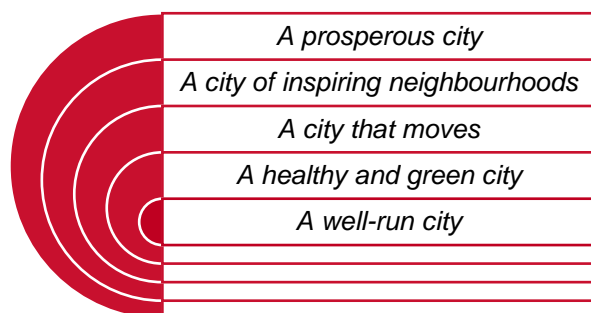 A prosperous city
A city of inspiring neighbourhoods
A city that moves
A healthy and green city
A well-run city